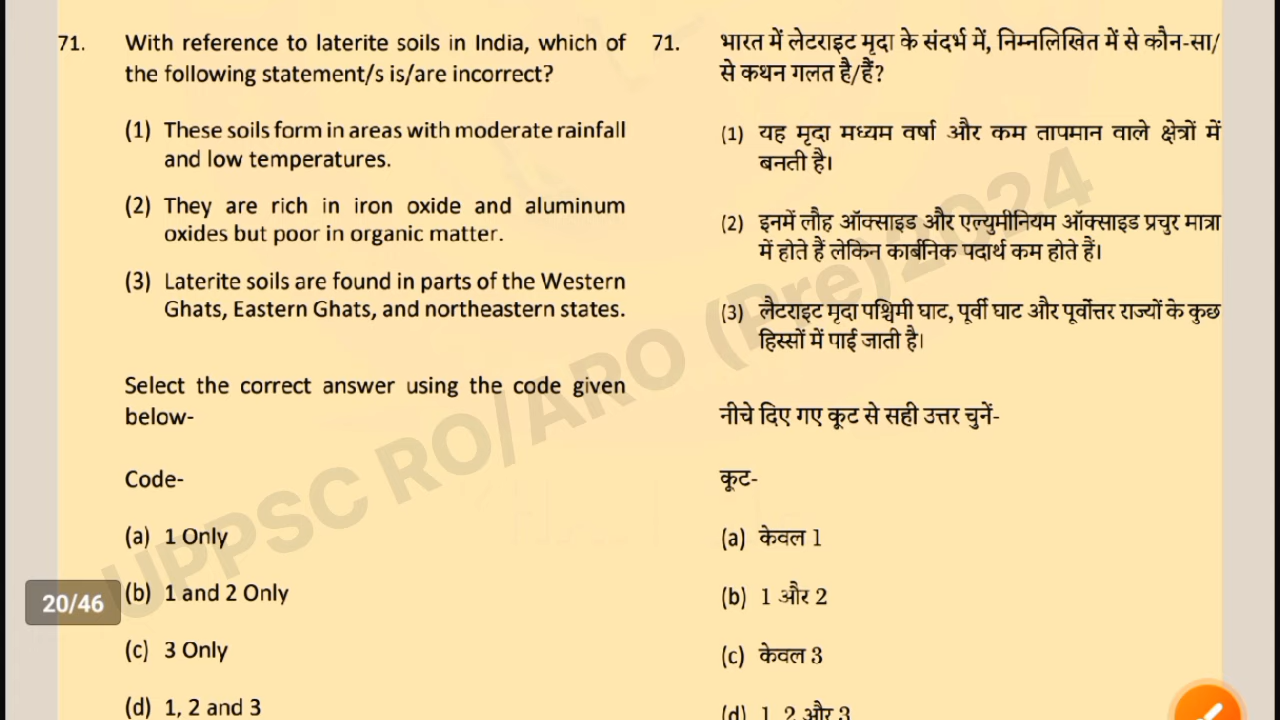 71.
With reference to laterite soils in India, which of
the following statement/s is/are incorrect?
(1) These soils form in areas with moderate rainfall
and low temperatures.
(2) They are rich in iron oxide and aluminum
oxides but poor in organic matter.
(3) Laterite soils are found in parts of the Western
Ghats, Eastern Ghats, and northeastern states.
Select the correct answer using the code given
below-
Code-
(a) 1 Only
(b) 1 and 2 Only
(c) 3 Only
(d) 1, 2 and 3
71.
भारत में लेटराइट मृदा के संदर्भ में, निम्नलिखित में से कौन-सा/
से कथन गलत है/हैं?
(1) यह मृदा मध्यम वर्षा और कम तापमान वाले क्षेत्रों में
बनती है।
(2) इनमें लौह ऑक्साइड और एल्युमीनियम ऑक्साइड प्रचुर मात्रा
में होते हैं लेकिन कार्बनिक पदार्थ कम होते हैं।
(3) लैटराइट मृदा पश्चिमी घाट, पूर्वी घाट और पूर्वोत्तर राज्यों के कुछ
हिस्सों में पाई जाती है।
नीचे दिए गए कूट से सही उत्तर चुनें-
कूट-
(a) केवल 1
(b) 1 और 2
(c) केवल 3
(d) 1, 2 और 3
UPPSC RO/ARO (Pre) 2024
20/46